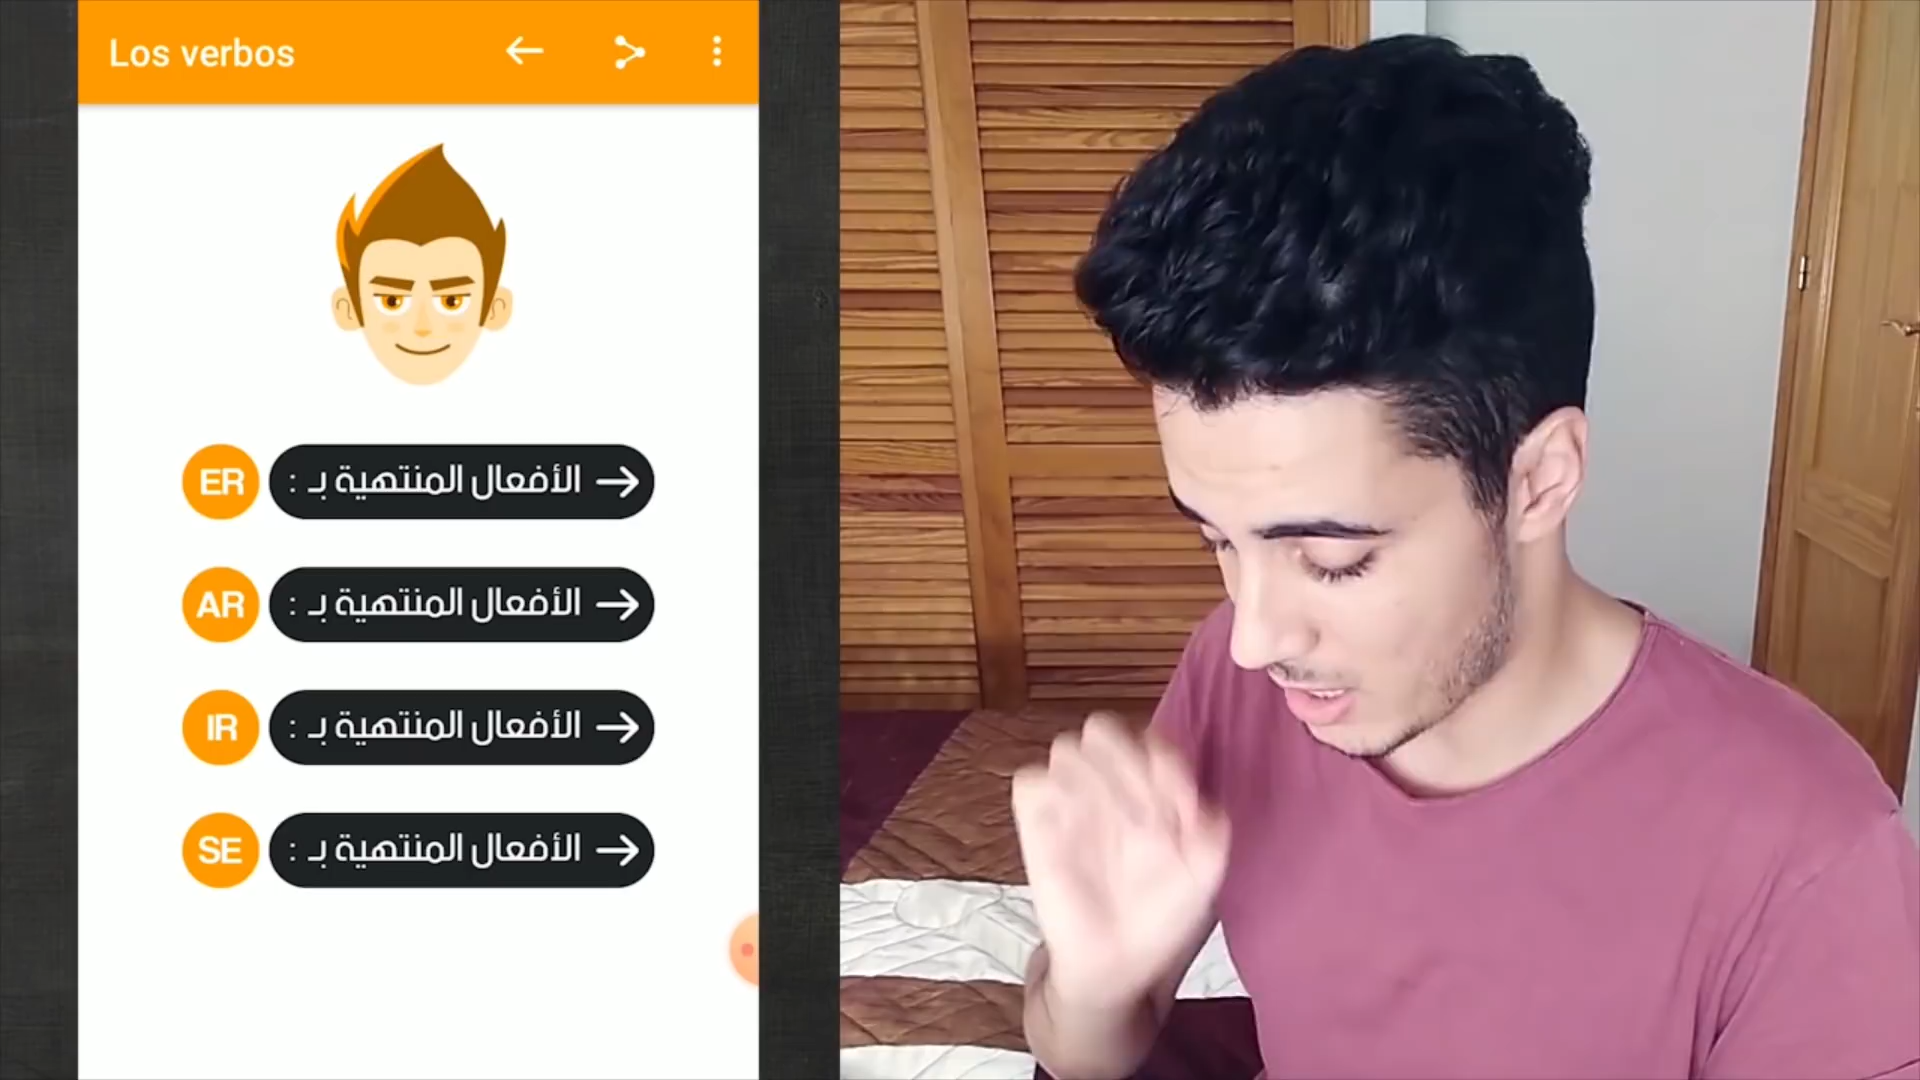 Los verbos
ER الأفعال المنتهية بـ :
AR الأفعال المنتهية بـ :
IR الأفعال المنتهية بـ :
SE الأفعال المنتهية بـ :